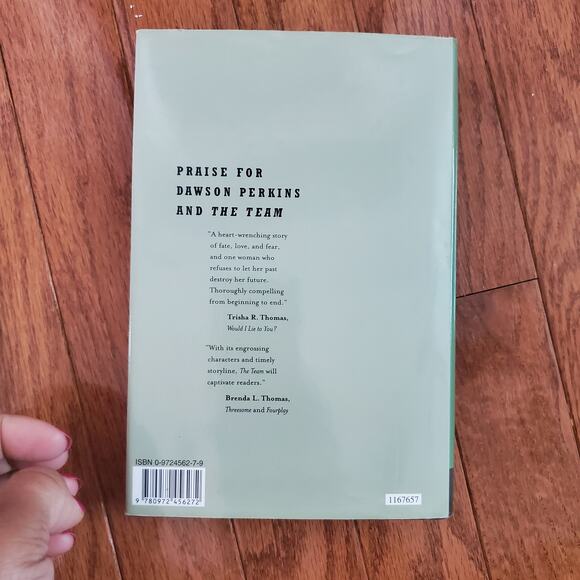 PRAISE FOR
DAWSON PERKINS
AND THE TEAM
"A heart-wrenching story
of fate, love, and fear,
and one woman who
refuses to let her past
destroy her future.
Thoroughly compelling
from beginning to end."
Trisha R. Thomas,
Would I Lie to You?
"With its engrossing
characters and timely
storyline, The Team will
captivate readers."
Brenda L. Thomas,
Threesome and Fourplay
ISBN 0-9724562-7-9
9 780972 456272
1167657